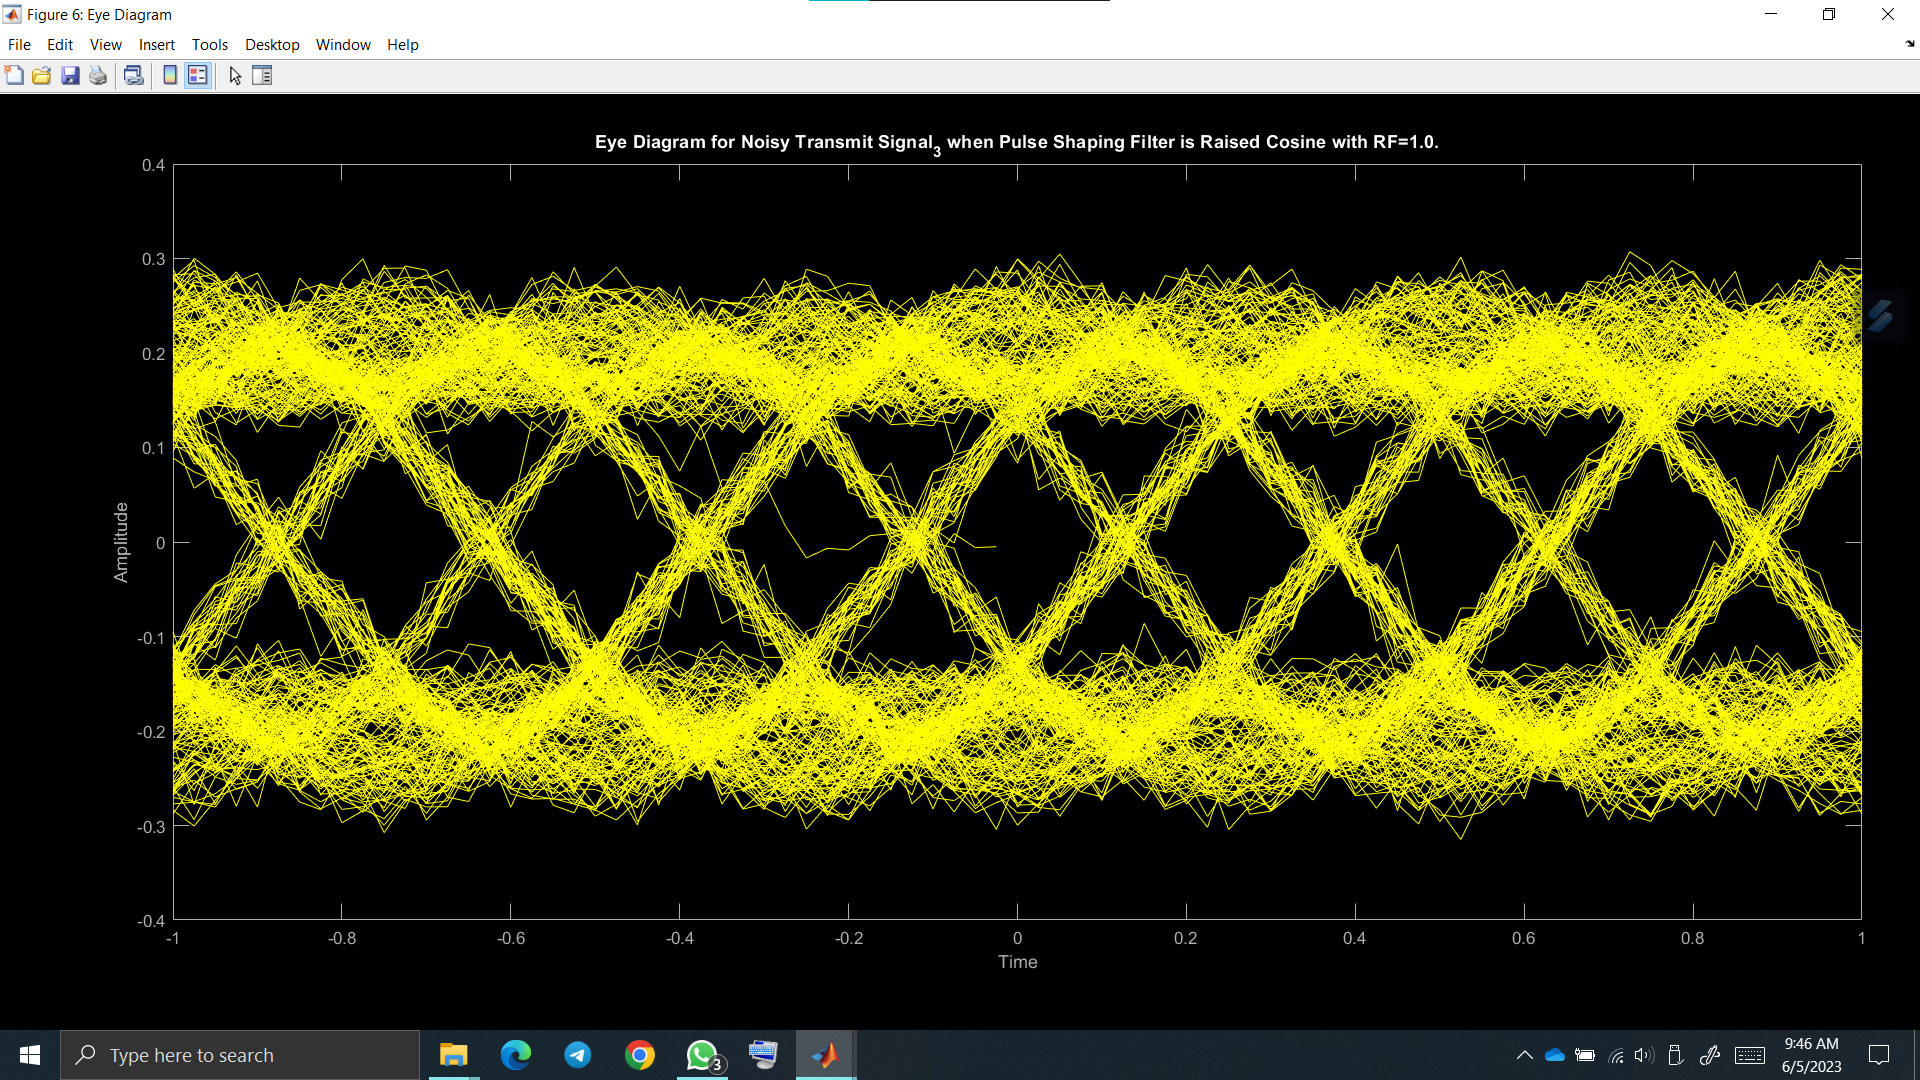 Figure 6: Eye Diagram
File Edit View Insert Tools Desktop Window Help
Eye Diagram for Noisy Transmit Signal3 when Pulse Shaping Filter is Raised Cosine with RF=1.0.
0.4
0.3
0.2
0.1
0
-0.1
-0.2
-0.3
-0.4
Amplitude
-1 -0.8 -0.6 -0.4 -0.2 0 0.2 0.4 0.6 0.8 1
Time
Type here to search
3
9:46 AM
6/5/2023